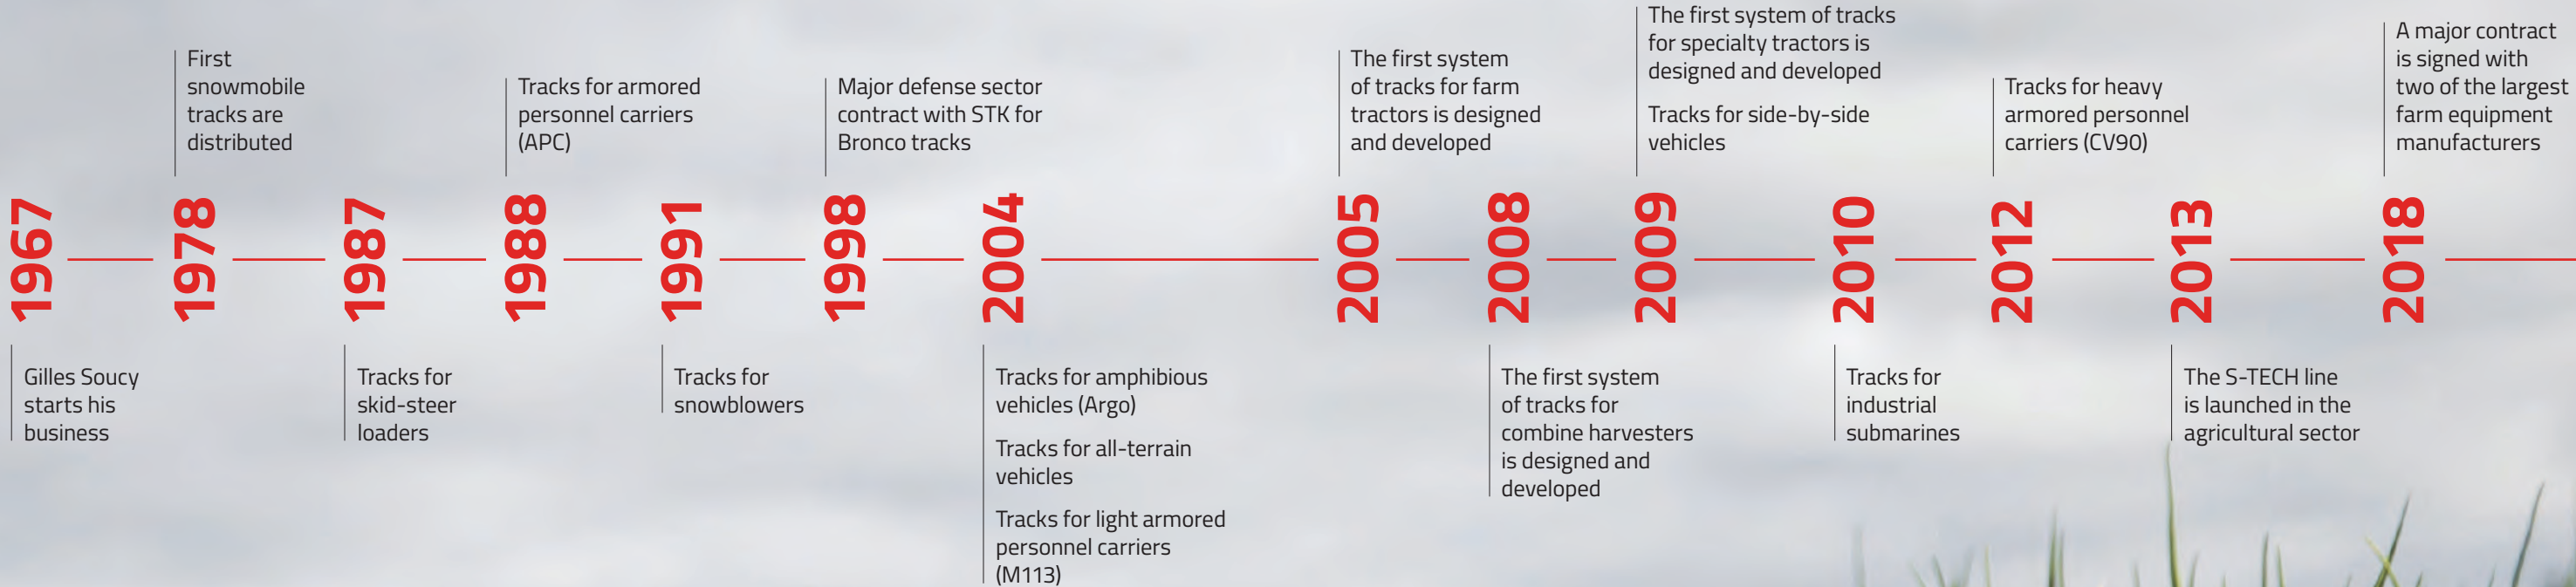 1967
Gilles Soucy
starts his
business
1978
First
snowmobile
tracks are
distributed
1987
Tracks for
skid-steer
loaders
1988
Tracks for armored
personnel carriers
(APC)
1991
Tracks for
snowblowers
1998
Major defense sector
contract with STK for
Bronco tracks
2004
Tracks for amphibious
vehicles (Argo)
Tracks for all-terrain
vehicles
Tracks for light armored
personnel carriers
(M113)
2005
The first system
of tracks for farm
tractors is designed
and developed
2008
The first system
of tracks for
combine harvesters
is designed and
developed
2009
The first system of tracks
for specialty tractors is
designed and developed
Tracks for side-by-side
vehicles
2010
Tracks for
industrial
submarines
2012
Tracks for heavy
armored personnel
carriers (CV90)
2013
The S-TECH line
is launched in the
agricultural sector
2018
A major contract
is signed with
two of the largest
farm equipment
manufacturers